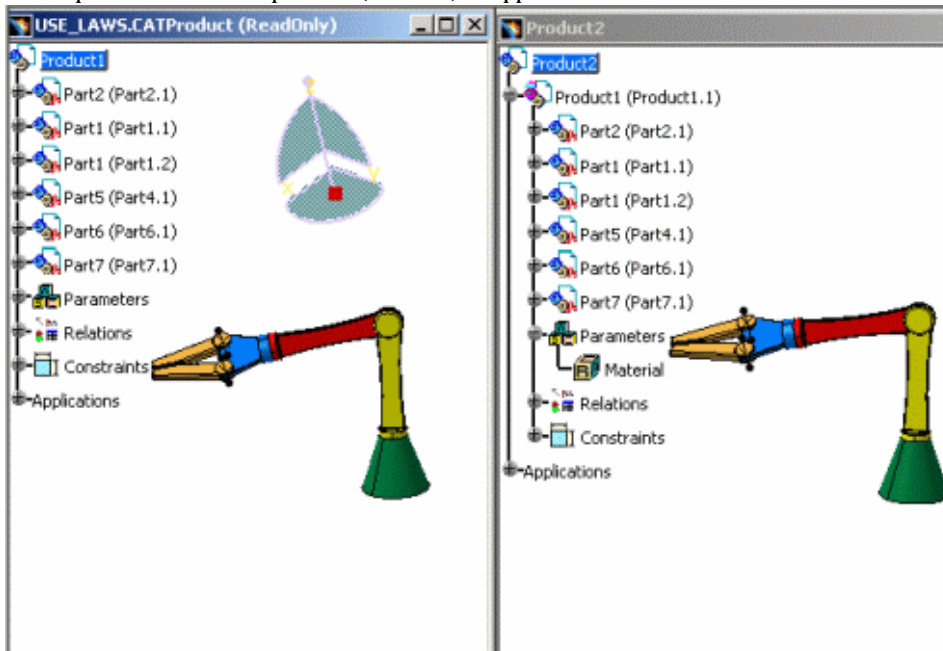 USE_LAWS.CATProduct (ReadOnly)
Product1
Part2 (Part2.1)
Part1 (Part1.1)
Part1 (Part1.2)
Part5 (Part4.1)
Part6 (Part6.1)
Part7 (Part7.1)
Parameters
Relations
Constraints
Applications
z
x
y
Product2
Product2
Product1 (Product1.1)
Part2 (Part2.1)
Part1 (Part1.1)
Part1 (Part1.2)
Part5 (Part4.1)
Part6 (Part6.1)
Part7 (Part7.1)
Parameters
Material
Relations
Constraints
Applications